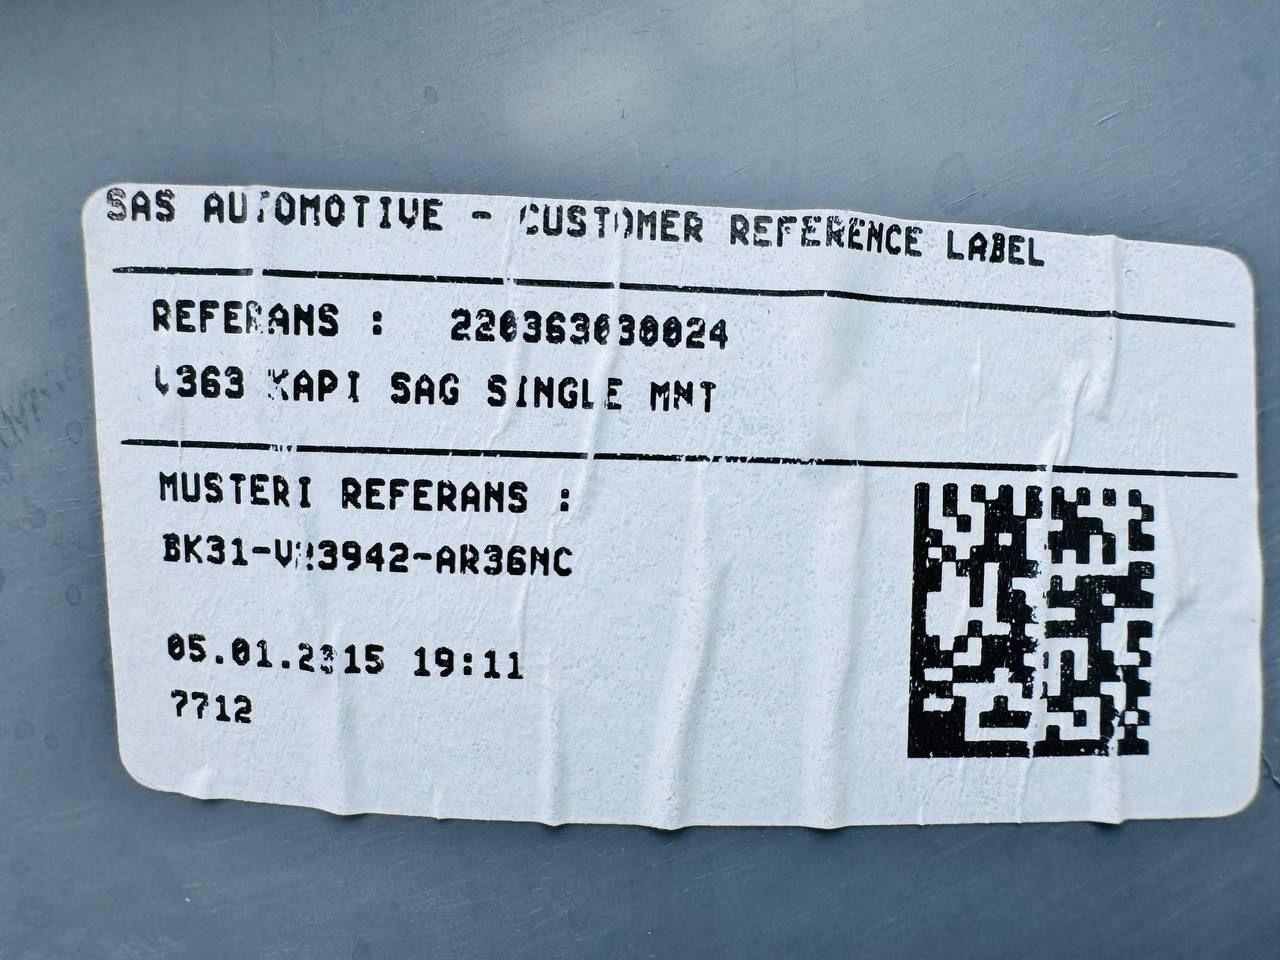 SAS AUTOMOTIVE - CUSTOMER REFERENCE LABEL
REFERANS : 220363030024
V363 KAPI SAG SINGLE MNT
MUSTERI REFERANS :
BK31-V23942-AR36NC
05.01.2015 19:11
7712